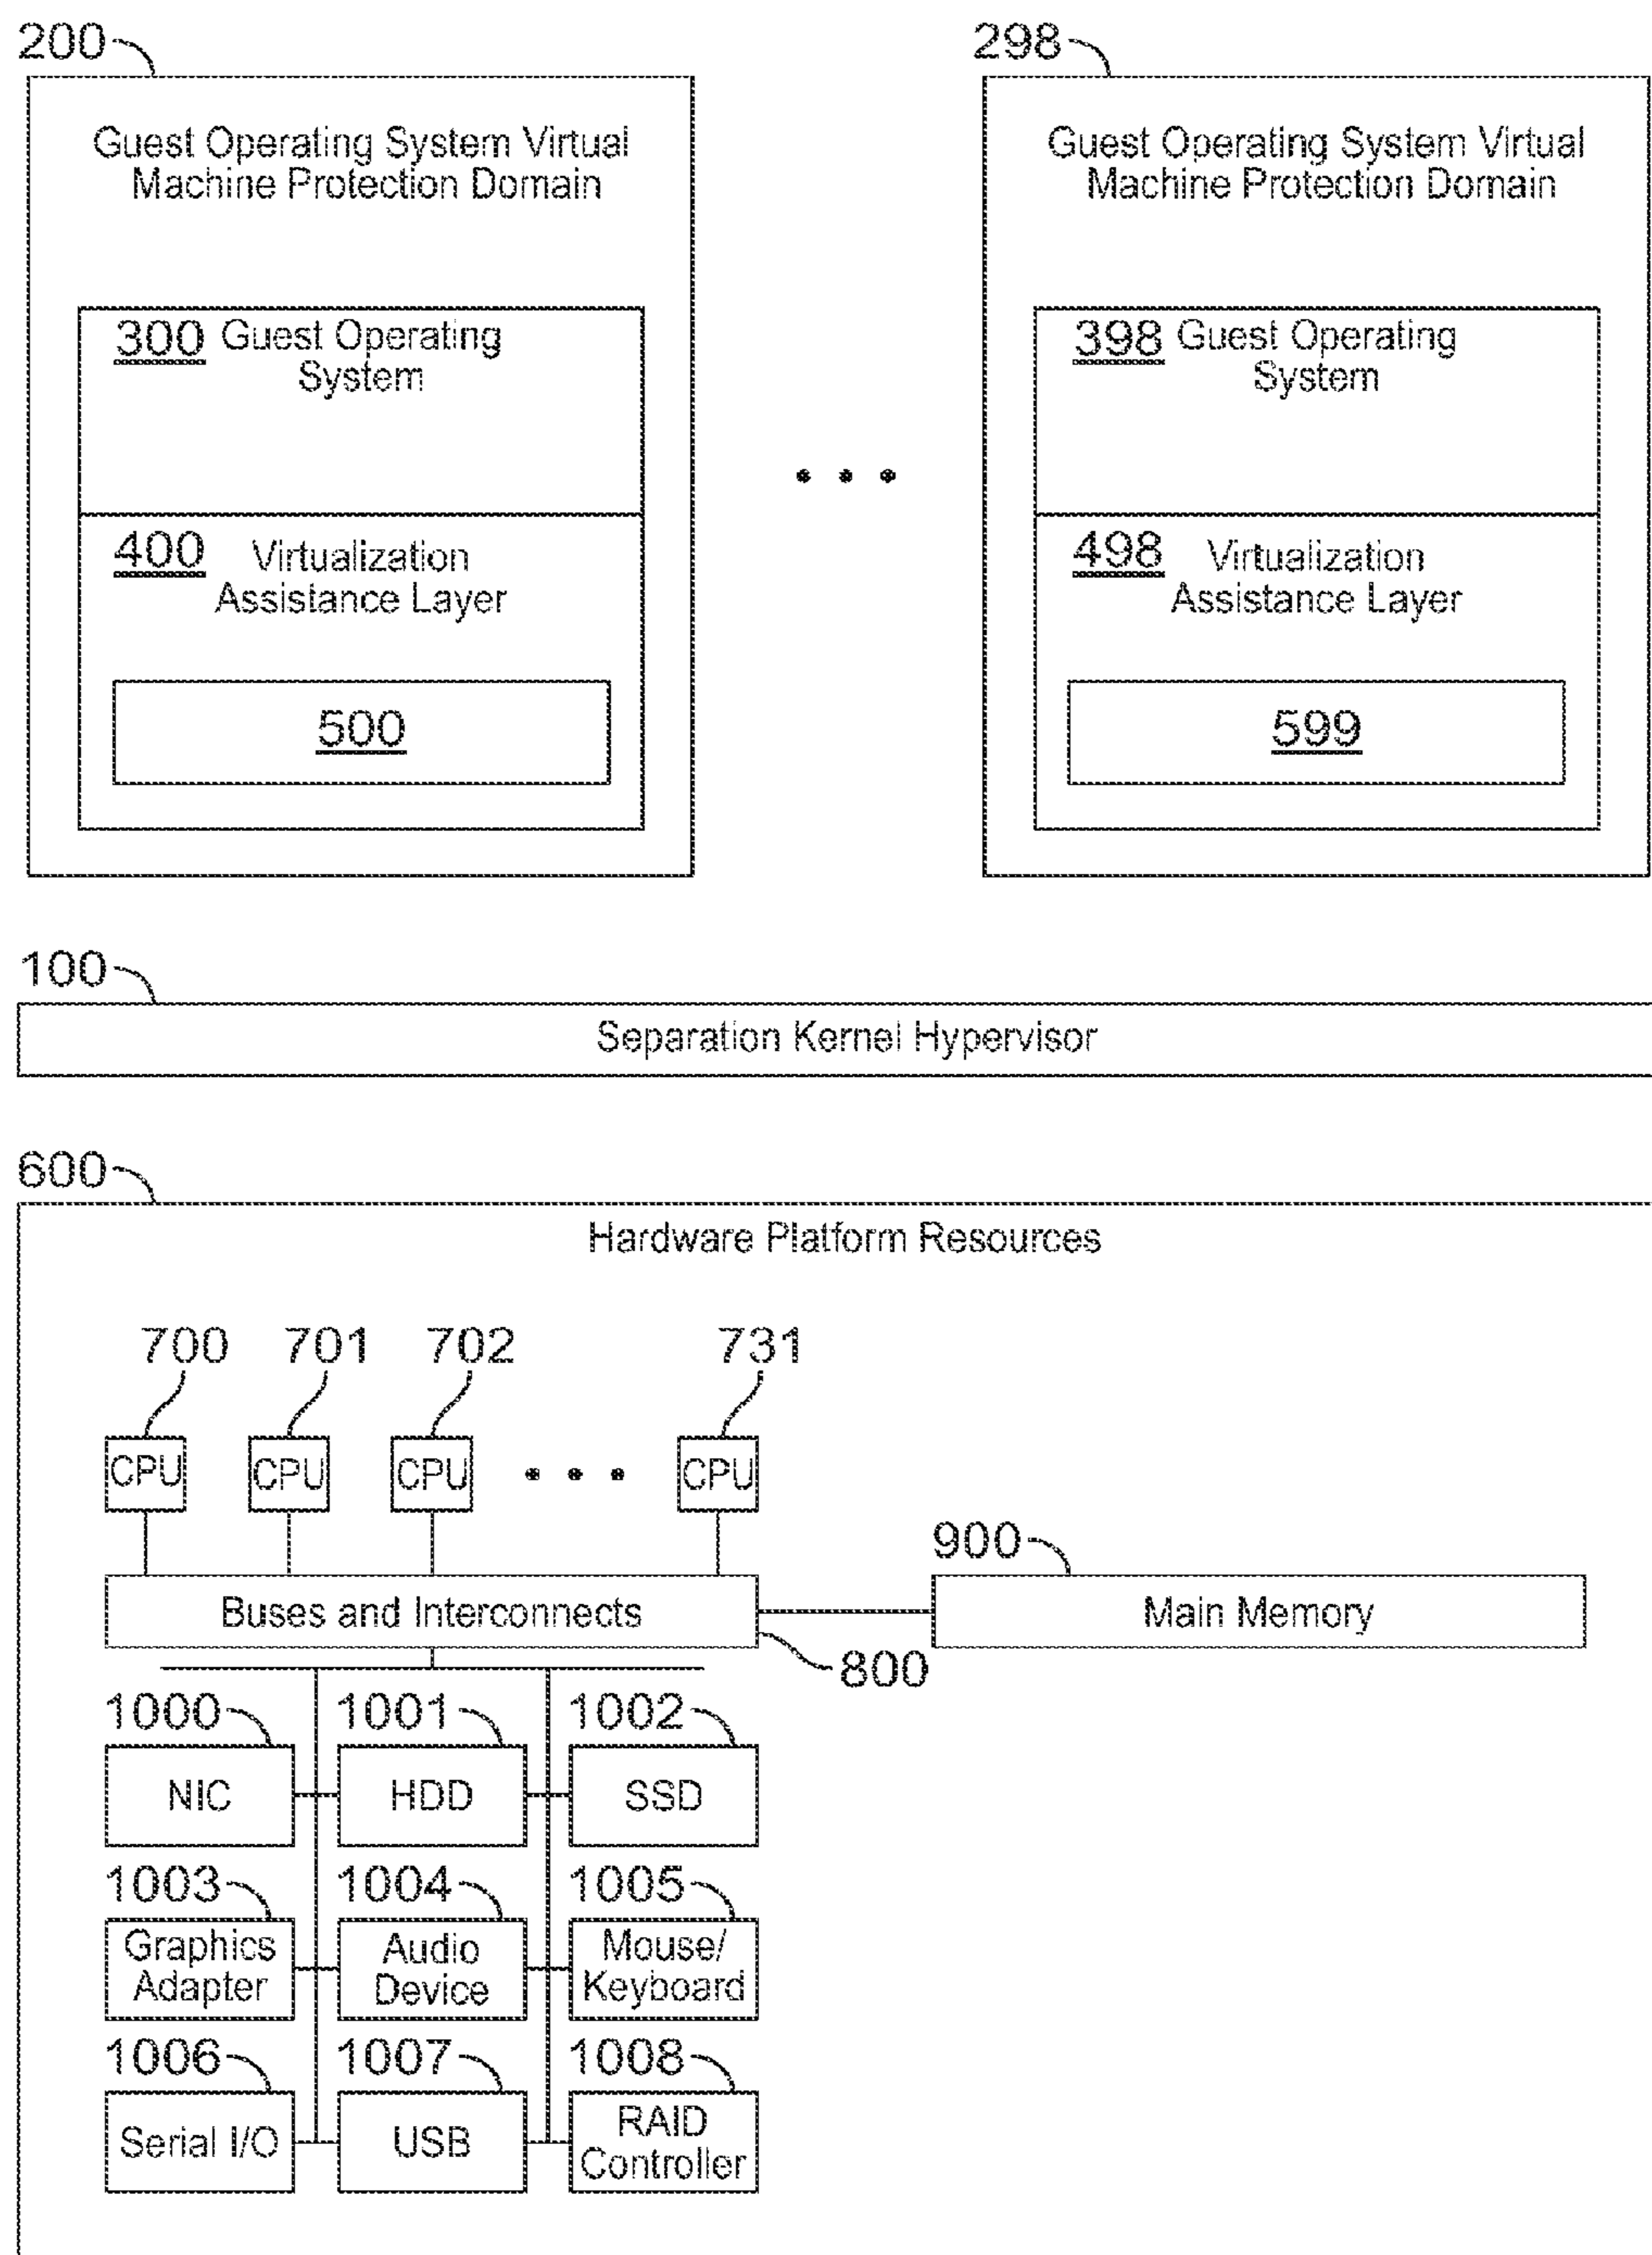 200
298
Guest Operating System Virtual
Machine Protection Domain
300 Guest Operating
System
400 Virtualization
Assistance Layer
500
Guest Operating System Virtual
Machine Protection Domain
398 Guest Operating
System
498 Virtualization
Assistance Layer
599
100
Separation Kernel Hypervisor
600
Hardware Platform Resources
700 701 702 731
CPU CPU CPU CPU
900
Buses and Interconnects
Main Memory
800
1000 1001 1002
NIC HDD SSD
1003 1004 1005
Graphics
Adapter
Audio
Device
Mouse/
Keyboard
1006 1007 1008
Serial I/O
USB
RAID
Controller